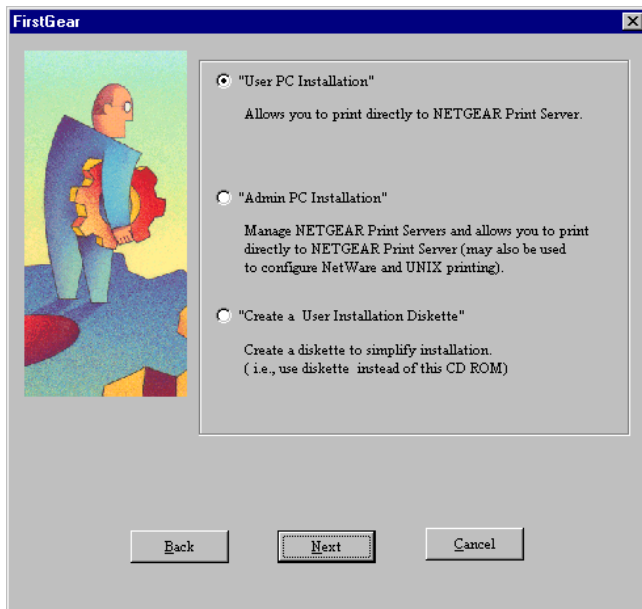 FirstGear
"User PC Installation"
Allows you to print directly to NETGEAR Print Server.
"Admin PC Installation"
Manage NETGEAR Print Servers and allows you to print
directly to NETGEAR Print Server (may also be used
to configure NetWare and UNIX printing).
"Create a  User Installation Diskette"
Create a diskette to simplify installation.
( i.e., use diskette  instead of this CD ROM)
Back
Next
Cancel